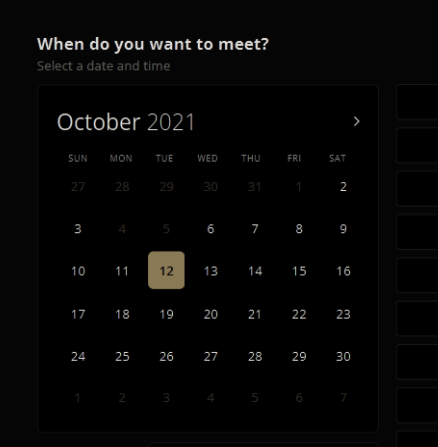 When do you want to meet?
Select a date and time
October 2021 >
SUN MON TUE WED THU FRI SAT
27 28 29 30 31 1 2
3 4 5 6 7 8 9
10 11 12 13 14 15 16
17 18 19 20 21 22 23
24 25 26 27 28 29 30
1 2 3 4 5 6 7